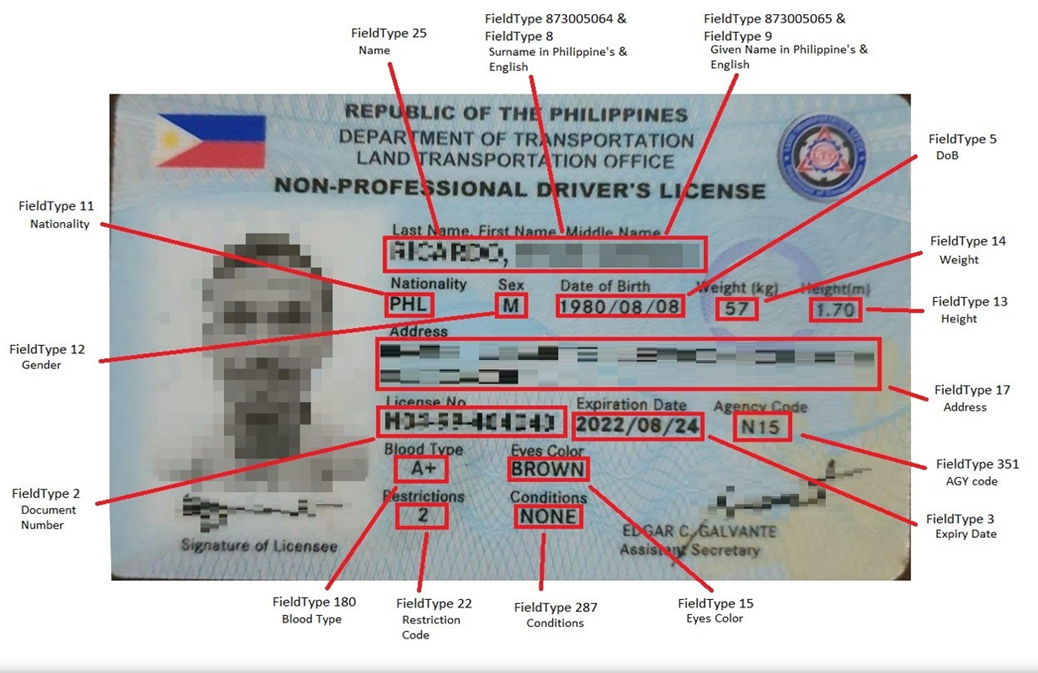 FieldType 25
Name
FieldType 873005064 &
FieldType 8
Surname in Philippine's &
English
FieldType 873005065 &
FieldType 9
Given Name in Philippine's &
English
REPUBLIC OF THE PHILIPPINES
DEPARTMENT OF TRANSPORTATION
LAND TRANSPORTATION OFFICE
NON-PROFESSIONAL DRIVER'S LICENSE
FieldType 5
DoB
FieldType 11
Nationality
Last Name, First Name, Middle Name
FieldType 14
Weight
Nationality Sex Date of Birth Weight (kg) Height(m)
PHL M 1980/08/08 57 1.70
FieldType 13
Height
Address
FieldType 12
Gender
FieldType 17
Address
License No. Expiration Date Agency Code
2022/08/24 N15
Blood Type Eyes Color
A+ BROWN
FieldType 351
AGY code
Restrictions Conditions
2 NONE
FieldType 2
Document
Number
FieldType 3
Expiry Date
EDGAR C. GALVANTE
Assistant Secretary
Signature of Licensee
FieldType 180
Blood Type
FieldType 22
Restriction
Code
FieldType 287
Conditions
FieldType 15
Eyes Color